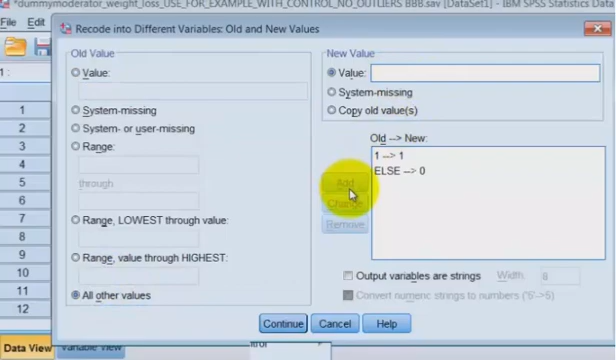 *dummymoderator_weight_loss_USE_FOR_EXAMPLE_WITH_CONTROL_NO_OUTLIERS BBB.sav [DataSet1] - IBM SPSS Statistics Data
File Edit
Recode into Different Variables: Old and New Values
1 :
Old Value
New Value
Value:
Value:
System-missing
System-missing
Copy old value(s)
System- or user-missing
Range:
through
Range, LOWEST through value:
Range, value through HIGHEST:
All other values
Old --> New:
1 --> 1
ELSE --> 0
Add
Change
Remove
Output variables are strings
Width:
8
Convert numeric strings to numbers ('5'->5)
Continue
Cancel
Help
1
2
3
4
5
6
7
8
9
10
11
12
Data View
Variable View